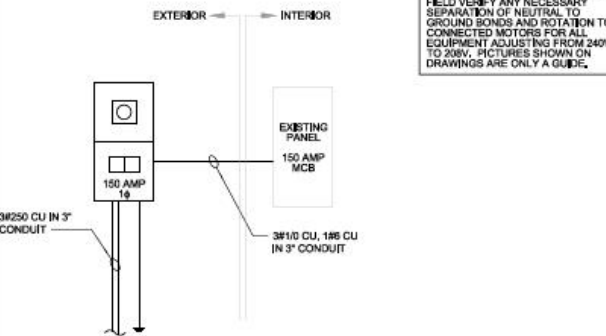 FIELD VERIFY ANY NECESSARY
SEPARATION OF NEUTRAL TO
GROUND BONDS AND ROTATION TO
CONNECTED MOTORS FOR ALL
EQUIPMENT ADJUSTING FROM 240V
TO 208V. PICTURES SHOWN ON
DRAWINGS ARE ONLY A GUIDE.
EXTERIOR
INTERIOR
EXISTING
PANEL
150 AMP
MCB
150 AMP
1ϕ
3#250 CU IN 3"
CONDUIT
3#1/0 CU, 1#6 CU
IN 3" CONDUIT